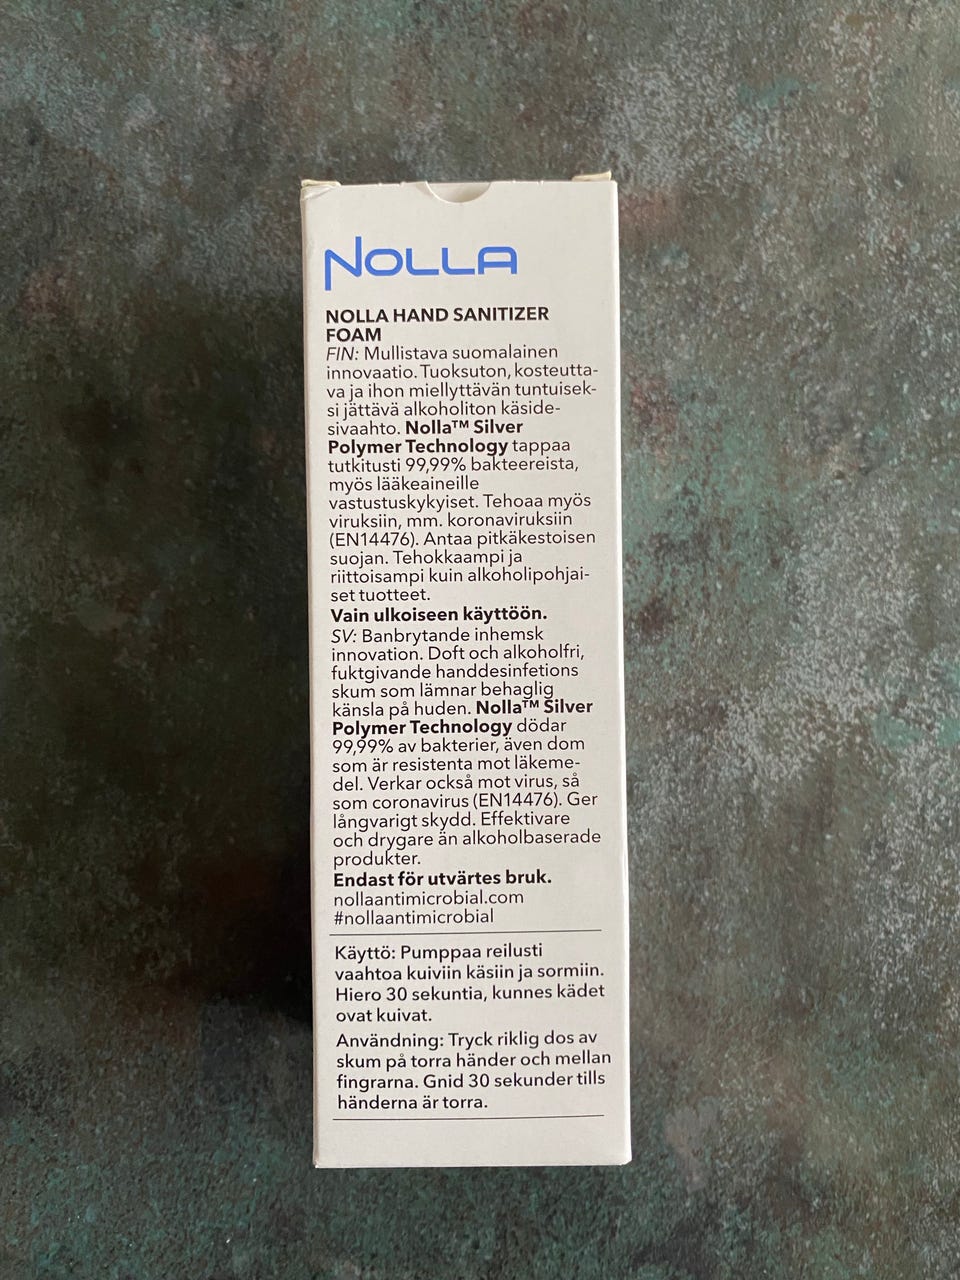 NOLLA
NOLLA HAND SANITIZER
FOAM
FIN: Mullistava suomalainen
innovaatio. Tuoksuton, kosteutta-
va ja ihon miellyttävän tuntuisek-
si jättävä alkoholiton käside-
sivaahto. Nolla™ Silver
Polymer Technology tappaa
tutkitusti 99,99% bakteereista,
myös lääkeaineille
vastustuskykyiset. Tehoaa myös
viruksiin, mm. koronaviruksiin
(EN14476). Antaa pitkäkestoisen
suojan. Tehokkaampi ja
riittoisampi kuin alkoholipohjai-
set tuotteet.
Vain ulkoiseen käyttöön.
SV: Banbrytande inhemsk
innovation. Doft och alkoholfri,
fuktgivande handdesinfetions
skum som lämnar behaglig
känsla på huden. Nolla™ Silver
Polymer Technology dödar
99,99% av bakterier, även dom
som är resistenta mot läkeme-
del. Verkar också mot virus, så
som coronavirus (EN14476). Ger
långvarigt skydd. Effektivare
och drygare än alkoholbaserade
produkter.
Endast för utvärtes bruk.
nollaantimicrobial.com
#nollaantimicrobial
Käyttö: Pumppaa reilusti
vaahtoa kuiviin käsiin ja sormiin.
Hiero 30 sekuntia, kunnes kädet
ovat kuivat.
Användning: Tryck riklig dos av
skum på torra händer och mellan
fingrarna. Gnid 30 sekunder tills
händerna är torra.